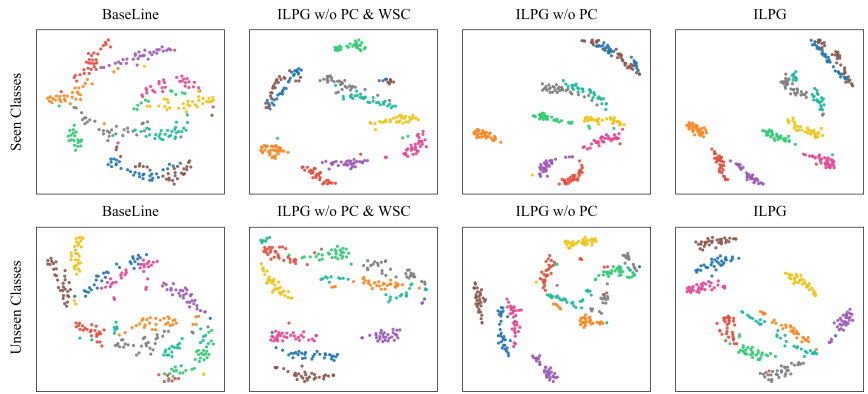 BaseLine
ILPG w/o PC & WSC
ILPG w/o PC
ILPG
Seen Classes
BaseLine
ILPG w/o PC & WSC
ILPG w/o PC
ILPG
Unseen Classes